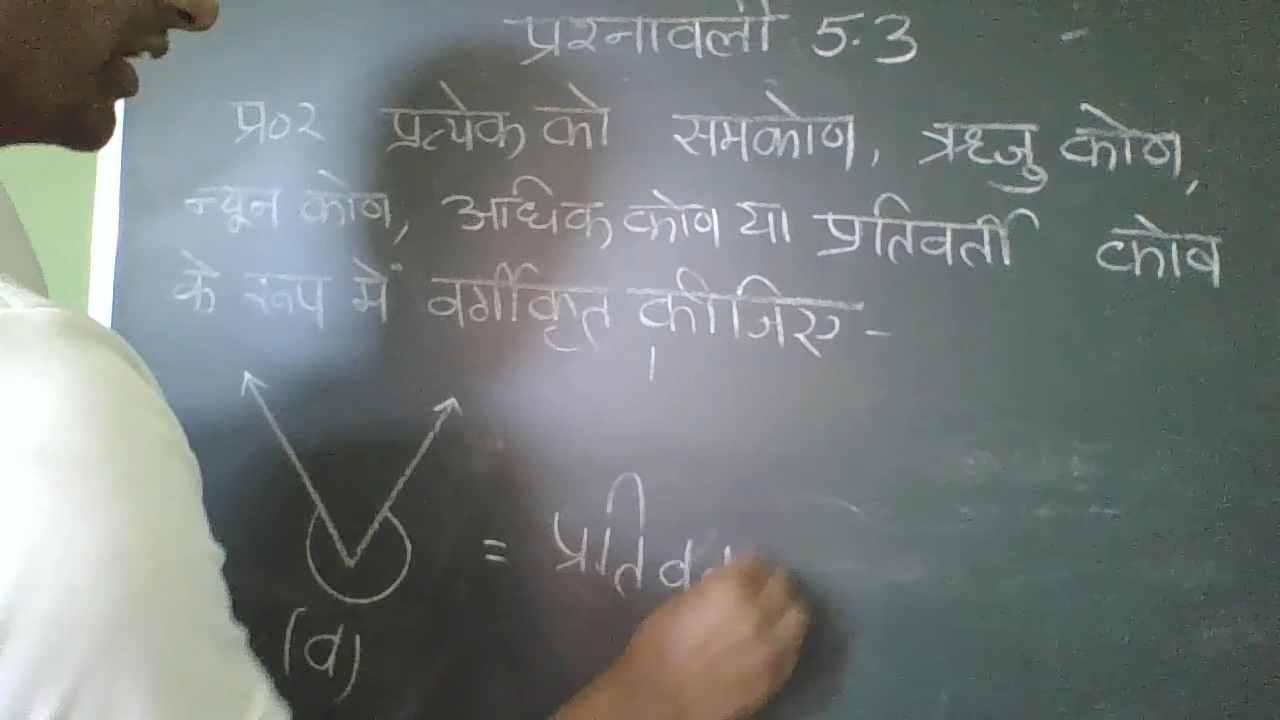 प्रश्नावली 5.3
प्र०२ प्रत्येक को समकोण, ऋजु कोण,
न्यून कोण, अधिक कोण या प्रतिवर्ती कोण
के रूप में वर्गीकृत कीजिए -
= प्रतिव
(व)